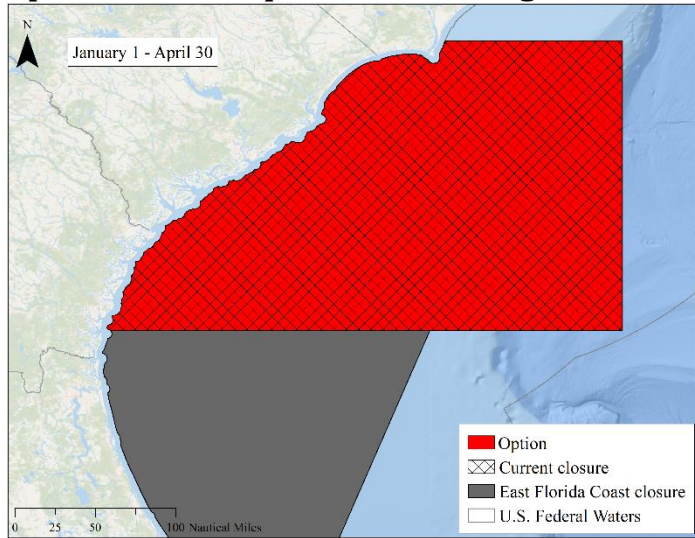 N
January 1 - April 30
Option
Current closure
East Florida Coast closure
U.S. Federal Waters
0 25 50 100 Nautical Miles